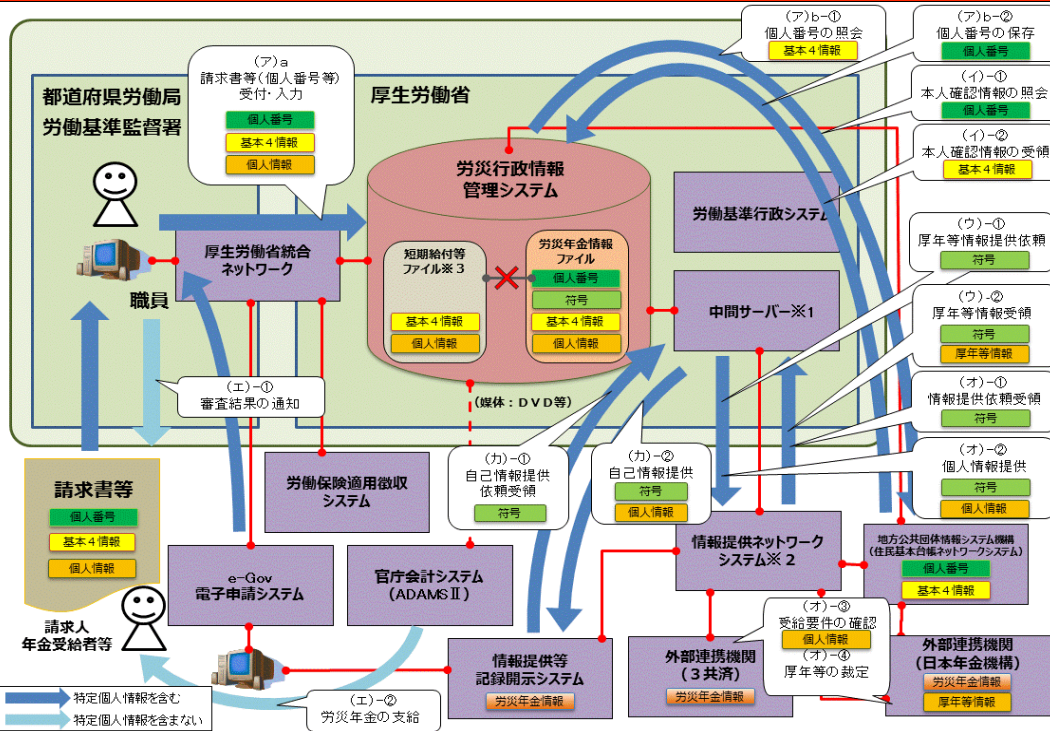 (ア)b-①
個人番号の照会
基本4情報
(ア)b-②
個人番号の保存
個人番号
(ア)a
請求書等(個人番号等)
受付・入力
個人番号
基本4情報
個人情報
都道府県労働局
労働基準監督署
厚生労働省
(イ)-①
本人確認情報の照会
個人番号
(イ)-②
本人確認情報の受領
基本4情報
労災行政情報
管理システム
労働基準行政システム
厚生労働省統合
ネットワーク
職員
短期給付等
ファイル※3
基本4情報
個人情報
労災年金情報
ファイル
個人番号
符号
基本4情報
個人情報
中間サーバー※1
(ウ)-①
厚年等情報提供依頼
符号
(ウ)-②
厚年等情報受領
符号
厚年等情報
(オ)-①
情報提供依頼受領
符号
(オ)-②
個人情報提供
符号
個人情報
(エ)-①
審査結果の通知
(媒体:DVD等)
(カ)-①
自己情報提供
依頼受領
符号
(カ)-②
自己情報提供
符号
個人情報
請求書等
個人番号
基本4情報
個人情報
労働保険適用徴収
システム
e-Gov
電子申請システム
官庁会計システム
(ADAMSⅡ)
情報提供ネットワーク
システム※2
地方公共団体情報システム機構
(住民基本台帳ネットワークシステム)
個人番号
基本4情報
請求人
年金受給者等
(オ)-③
受給要件の確認
個人情報
(オ)-④
厚年等の裁定
情報提供等
記録開示システム
労災年金情報
外部連携機関
(3共済)
労災年金情報
外部連携機関
(日本年金機構)
労災年金情報
厚年等情報
(エ)-②
労災年金の支給
特定個人情報を含む
特定個人情報を含まない